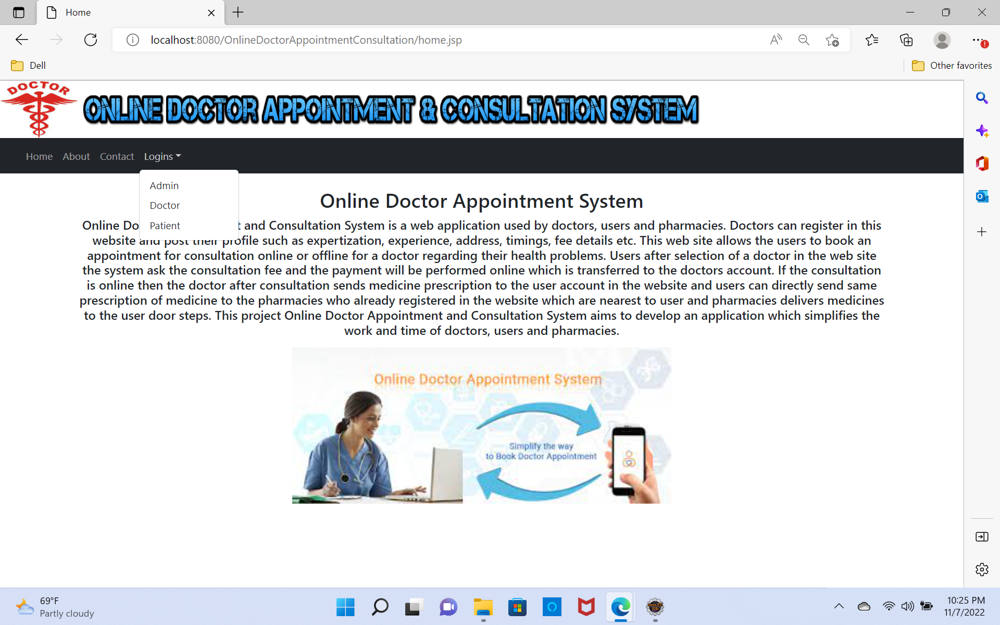 Home
localhost:8080/OnlineDoctorAppointmentConsultation/home.jsp
Dell
Other favorites
DOCTOR
ONLINE DOCTOR APPOINTMENT & CONSULTATION SYSTEM
Home About Contact Logins
Admin
Doctor
Patient
Online Doctor Appointment System
Online Do t and Consultation System is a web application used by doctors, users and pharmacies. Doctors can register in this
website and post their profile such as expertization, experience, address, timings, fee details etc. This web site allows the users to book an
appointment for consultation online or offline for a doctor regarding their health problems. Users after selection of a doctor in the web site
the system ask the consultation fee and the payment will be performed online which is transferred to the doctors account. If the consultation
is online then the doctor after consultation sends medicine prescription to the user account in the website and users can directly send same
prescription of medicine to the pharmacies who already registered in the website which are nearest to user and pharmacies delivers medicines
to the user door steps. This project Online Doctor Appointment and Consultation System aims to develop an application which simplifies the
work and time of doctors, users and pharmacies.
Online Doctor Appointment System
Simplify the way
to Book Doctor Appointment
69°F
Partly cloudy
Java EE
IDE
10:25 PM
11/7/2022